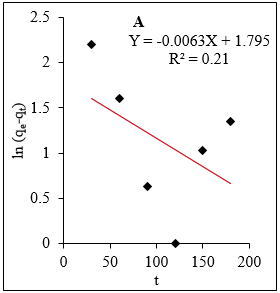 A
Y = -0.0063X + 1.795
R² = 0.21
2.5
2
1.5
1
0.5
0
ln (qe-qt)
0 50 100 150 200
t